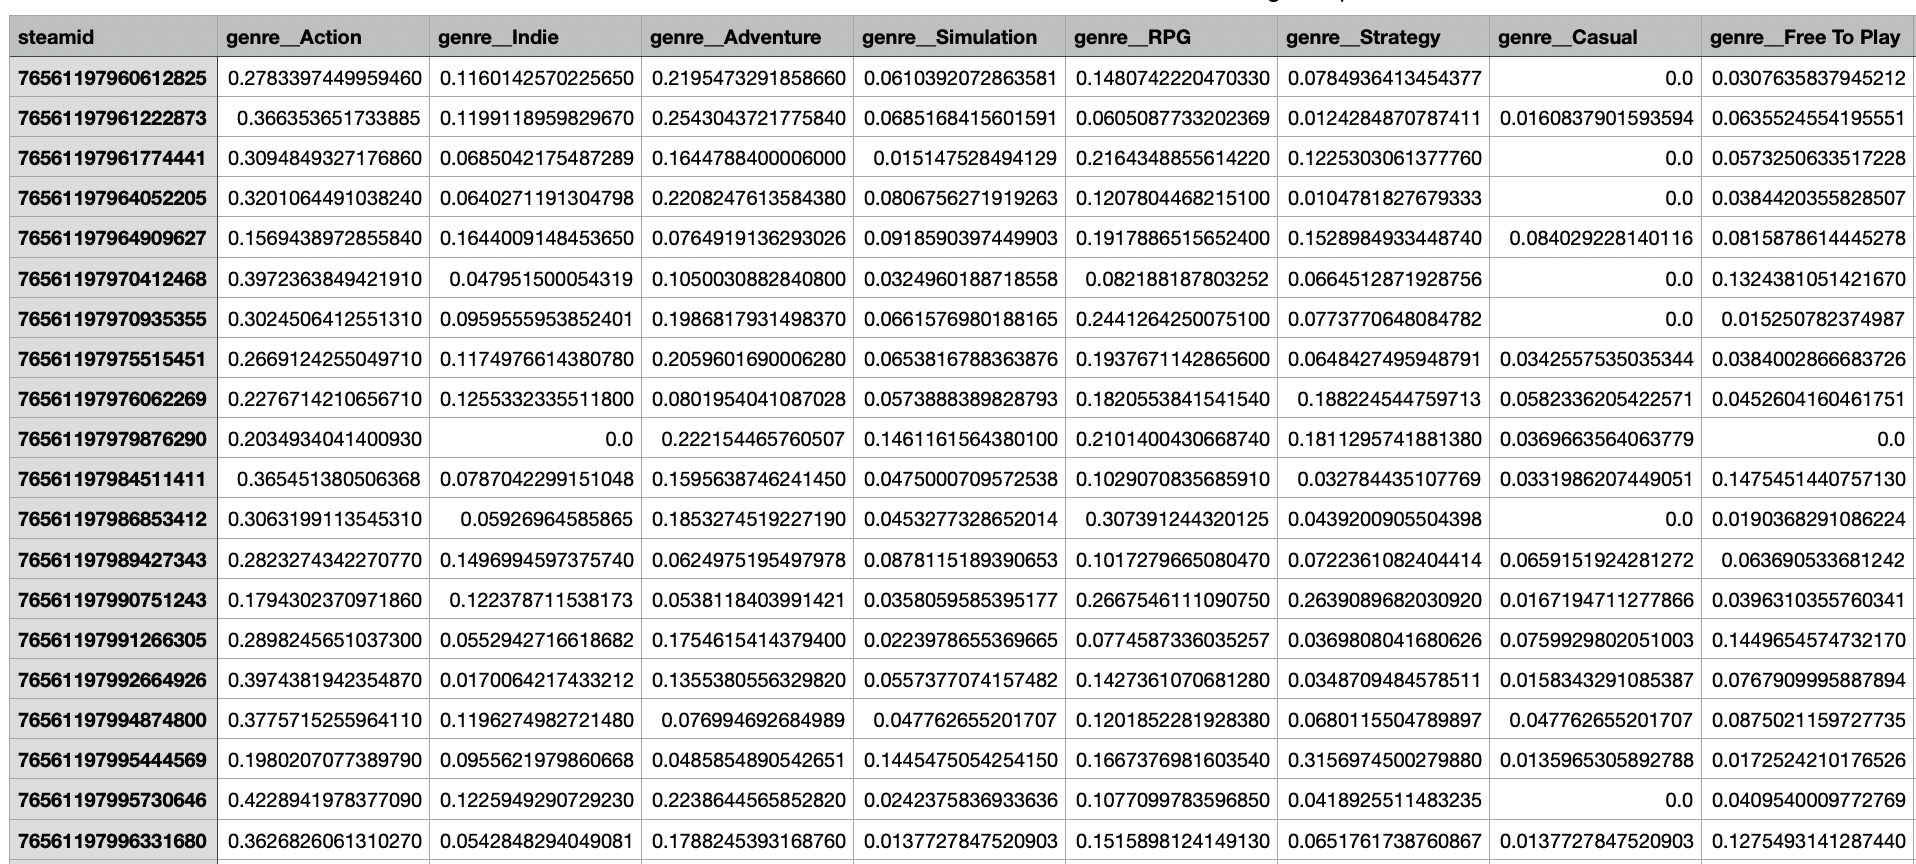 steamid genre__Action genre__Indie genre__Adventure genre__Simulation genre__RPG genre__Strategy genre__Casual genre__Free To Play
76561197960612825 0.2783397449959460 0.1160142570225650 0.2195473291858660 0.0610392072863581 0.1480742220470330 0.0784936413454377 0.0 0.0307635837945212
76561197961222873 0.366353651733885 0.1199118959829670 0.2543043721775840 0.0685168415601591 0.0605087733202369 0.0124284870787411 0.0160837901593594 0.0635524554195551
76561197961774441 0.3094849327176860 0.0685042175487289 0.1644788400006000 0.015147528494129 0.2164348855614220 0.1225303061377760 0.0 0.0573250633517228
76561197964052205 0.3201064491038240 0.0640271191304798 0.2208247613584380 0.0806756271919263 0.1207804468215100 0.0104781827679333 0.0 0.0384420355828507
76561197964909627 0.1569438972855840 0.1644009148453650 0.0764919136293026 0.0918590397449903 0.1917886515652400 0.1528984933448740 0.084029228140116 0.0815878614445278
76561197970412468 0.3972363849421910 0.047951500054319 0.1050030882840800 0.0324960188718558 0.082188187803252 0.0664512871928756 0.0 0.1324381051421670
76561197970935355 0.3024506412551310 0.0959555953852401 0.1986817931498370 0.0661576980188165 0.2441264250075100 0.0773770648084782 0.0 0.015250782374987
76561197975515451 0.2669124255049710 0.1174976614380780 0.2059601690006280 0.0653816788363876 0.1937671142865600 0.0648427495948791 0.0342557535035344 0.0384002866683726
76561197976062269 0.2276714210656710 0.1255332335511800 0.0801954041087028 0.0573888389828793 0.1820553841541540 0.188224544759713 0.0582336205422571 0.0452604160461751
76561197979876290 0.2034934041400930 0.0 0.222154465760507 0.1461161564380100 0.2101400430668740 0.1811295741881380 0.0369663564063779 0.0
76561197984511411 0.365451380506368 0.0787042299151048 0.1595638746241450 0.0475000709572538 0.1029070835685910 0.032784435107769 0.0331986207449051 0.1475451440757130
76561197986853412 0.3063199113545310 0.05926964585865 0.1853274519227190 0.0453277328652014 0.307391244320125 0.0439200905504398 0.0 0.0190368291086224
76561197989427343 0.2823274342270770 0.1496994597375740 0.0624975195497978 0.0878115189390653 0.1017279665080470 0.0722361082404414 0.0659151924281272 0.063690533681242
76561197990751243 0.1794302370971860 0.122378711538173 0.0538118403991421 0.0358059585395177 0.2667546111090750 0.2639089682030920 0.0167194711277866 0.0396310355760341
76561197991266305 0.2898245651037300 0.0552942716618682 0.1754615414379400 0.0223978655369665 0.0774587336035257 0.0369808041680626 0.0759929802051003 0.1449654574732170
76561197992664926 0.3974381942354870 0.0170064217433212 0.1355380556329820 0.0557377074157482 0.1427361070681280 0.0348709484578511 0.0158343291085387 0.0767909995887894
76561197994874800 0.3775715255964110 0.1196274982721480 0.076994692684989 0.047762655201707 0.1201852281928380 0.0680115504789897 0.047762655201707 0.0875021159727735
76561197995444569 0.1980207077389790 0.0955621979860668 0.0485854890542651 0.1445475054254150 0.1667376981603540 0.3156974500279880 0.0135965305892788 0.0172524210176526
76561197995730646 0.4228941978377090 0.1225949290729230 0.2238644565852820 0.0242375836933636 0.1077099783596850 0.0418925511483235 0.0 0.0409540009772769
76561197996331680 0.3626826061310270 0.0542848294049081 0.1788245393168760 0.0137727847520903 0.1515898124149130 0.0651761738760867 0.0137727847520903 0.1275493141287440